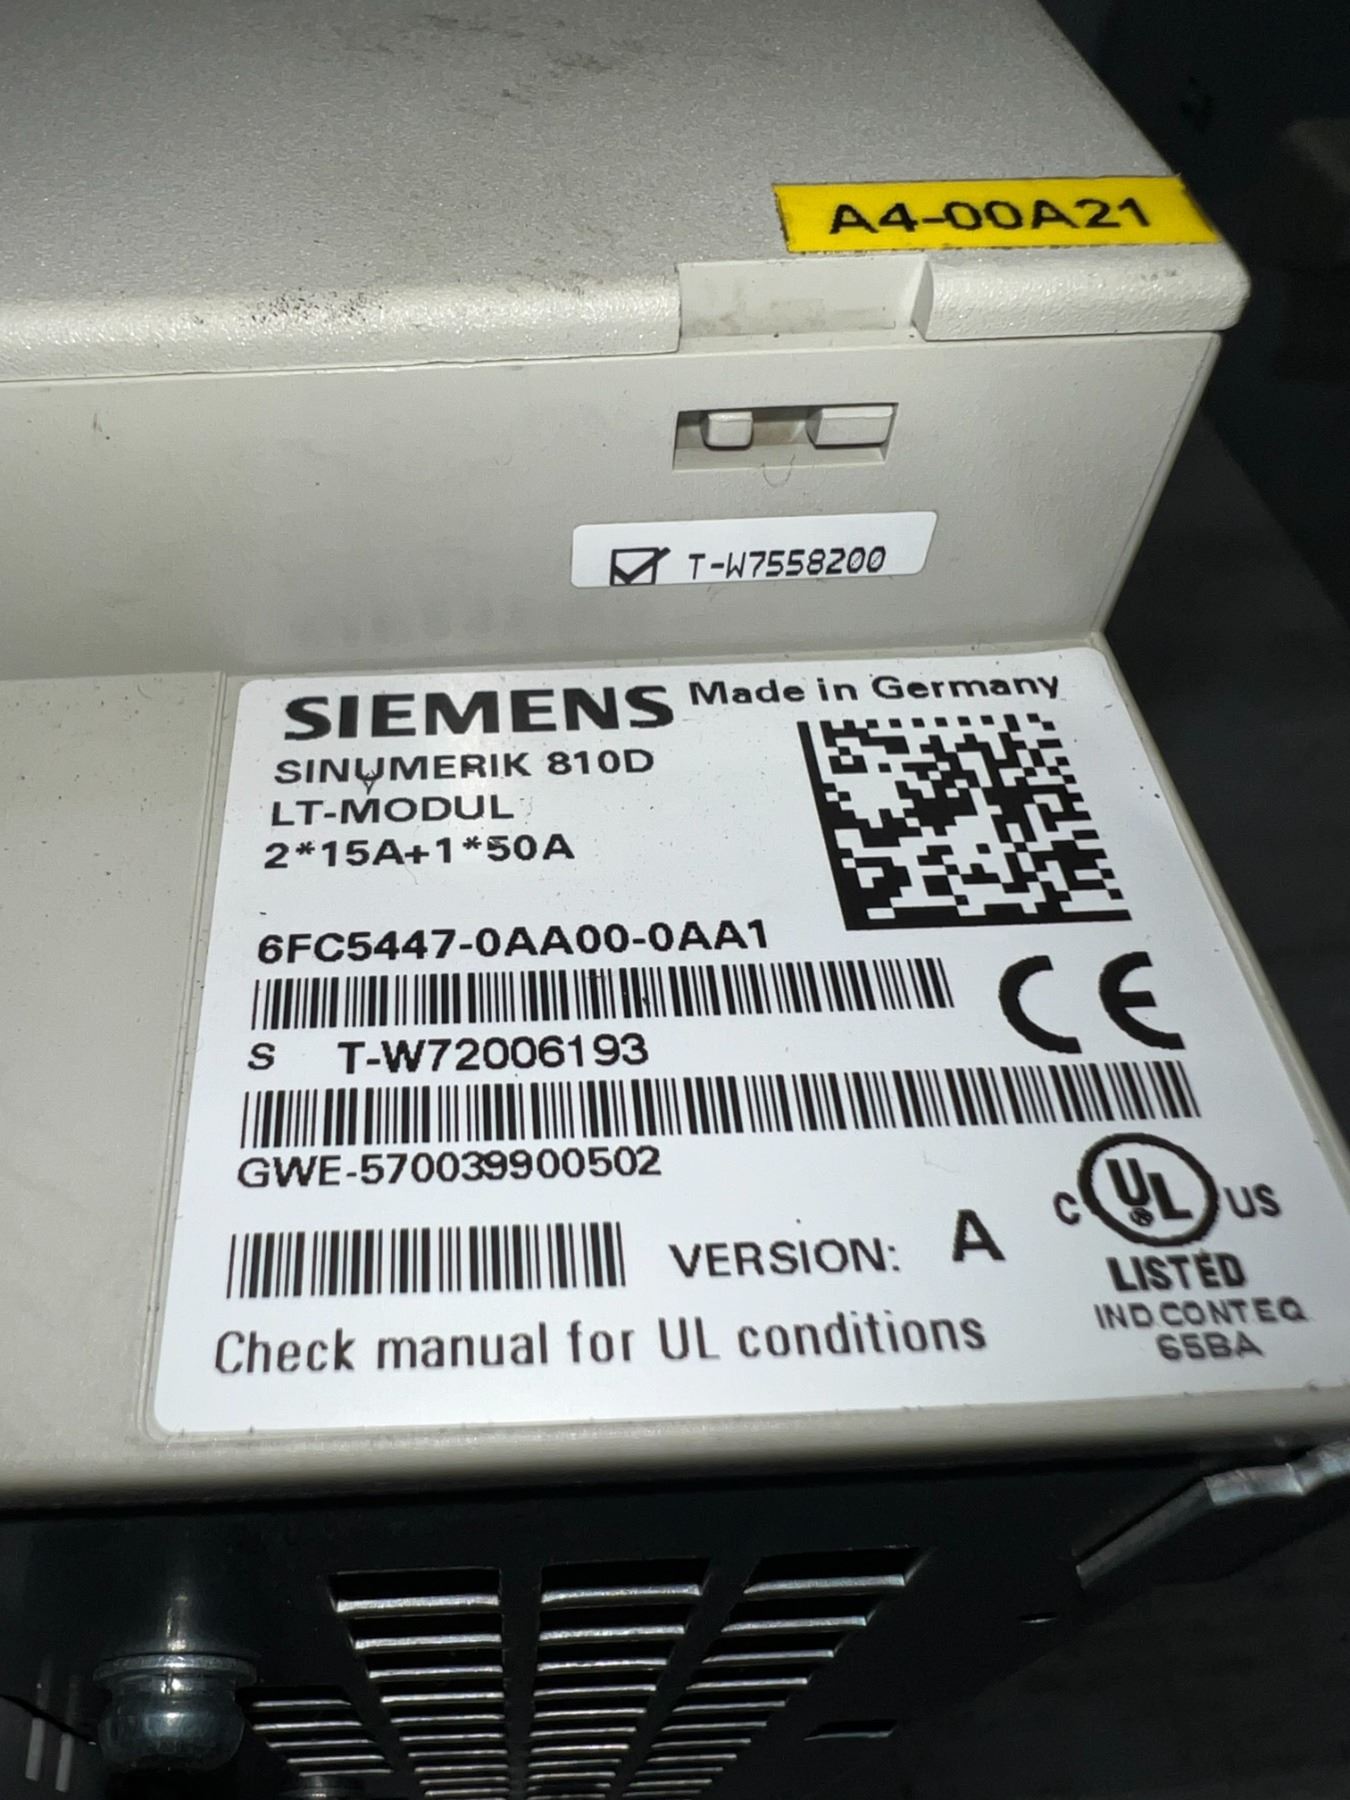 A4-00A21
T-W7558200
SIEMENS Made in Germany
SINUMERIK 810D
LT-MODUL
2*15A+1*50A
6FC5447-0AA00-0AA1
S T-W72006193
GWE-570039900502
VERSION: A
Check manual for UL conditions
CE
C UL ® US
LISTED
IND.CONT.EQ
65BA